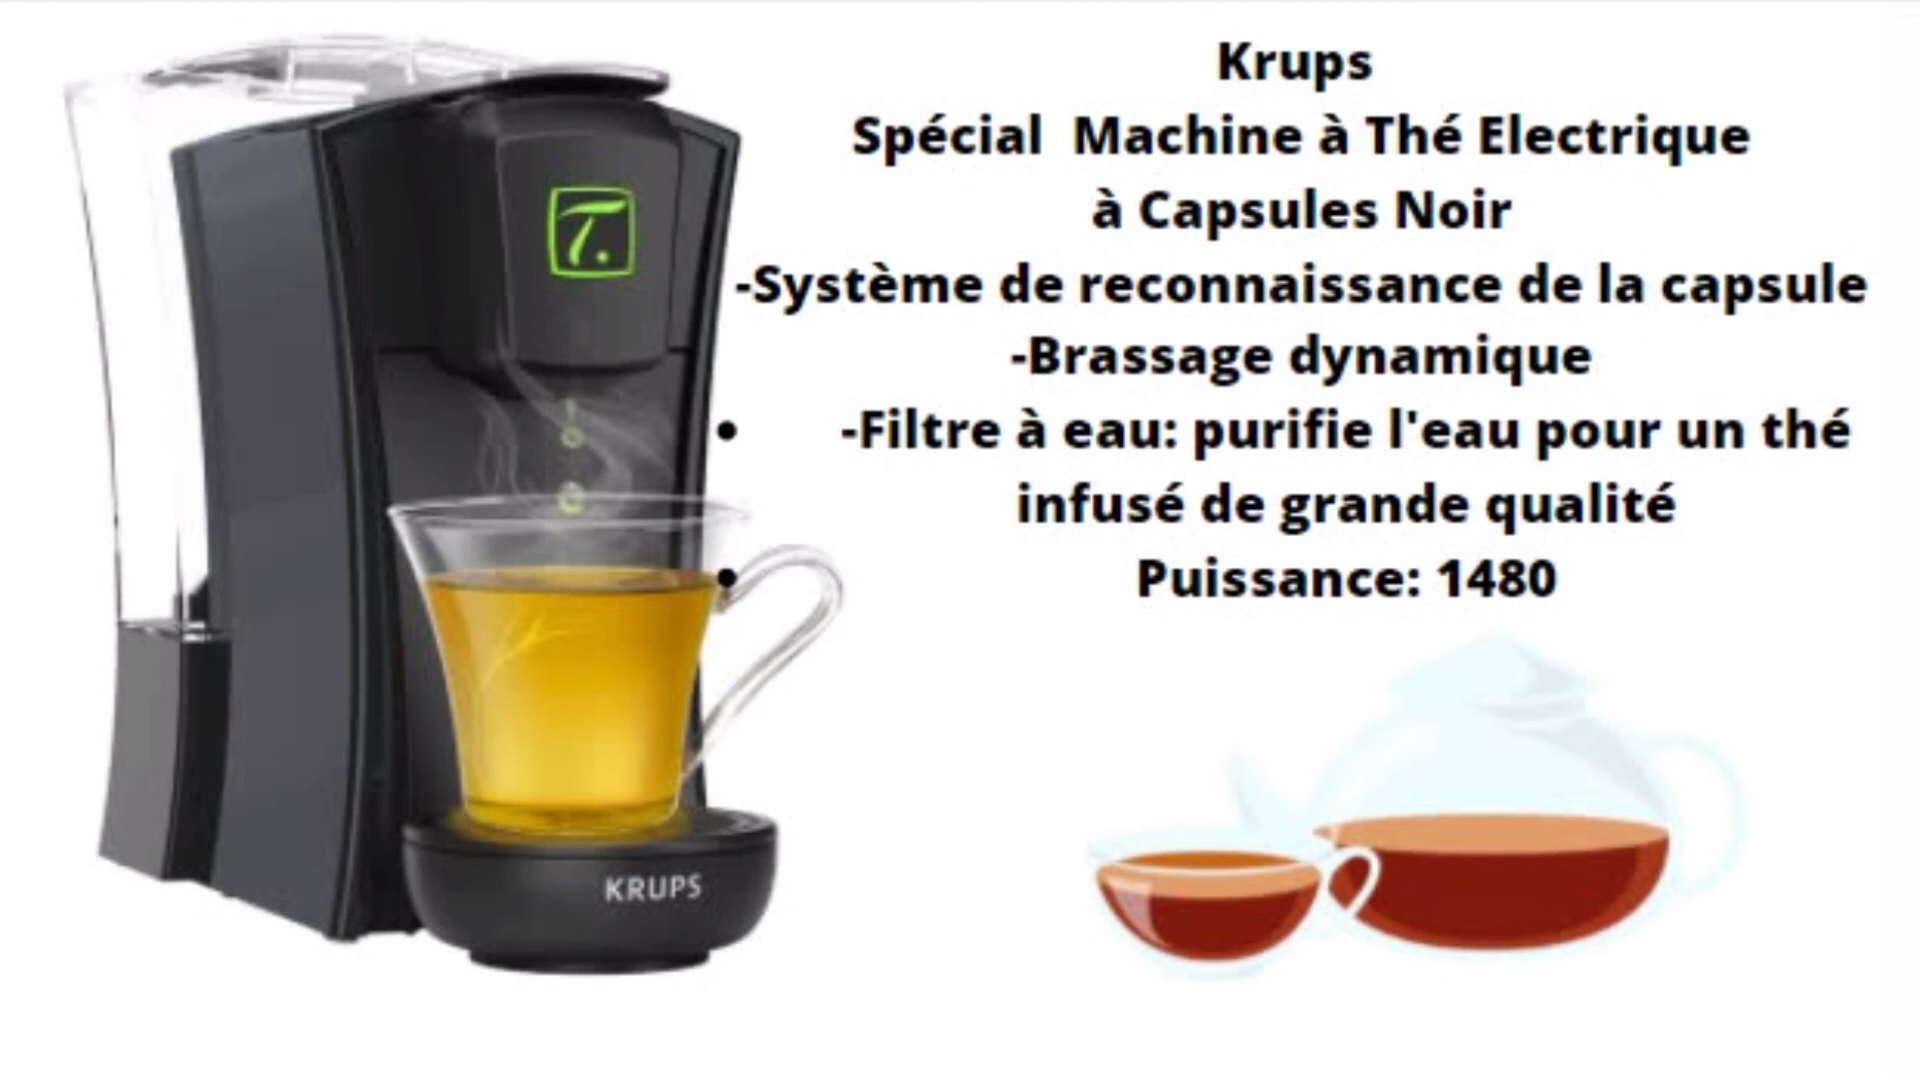 Krups
Spécial Machine à Thé Electrique
à Capsules Noir
-Système de reconnaissance de la capsule
-Brassage dynamique
• -Filtre à eau: purifie l'eau pour un thé
infusé de grande qualité
• Puissance: 1480
T.
KRUPS